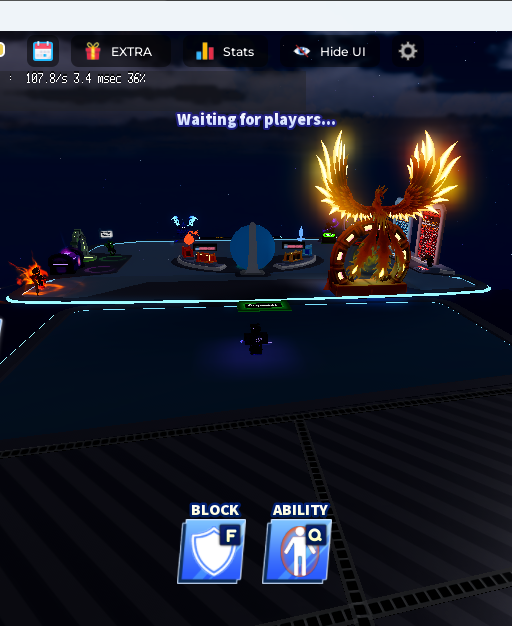 EXTRA
Stats
Hide UI
: 107.8/s 3.4 msec 36%
Waiting for players...
BLOCK
ABILITY
F
Q